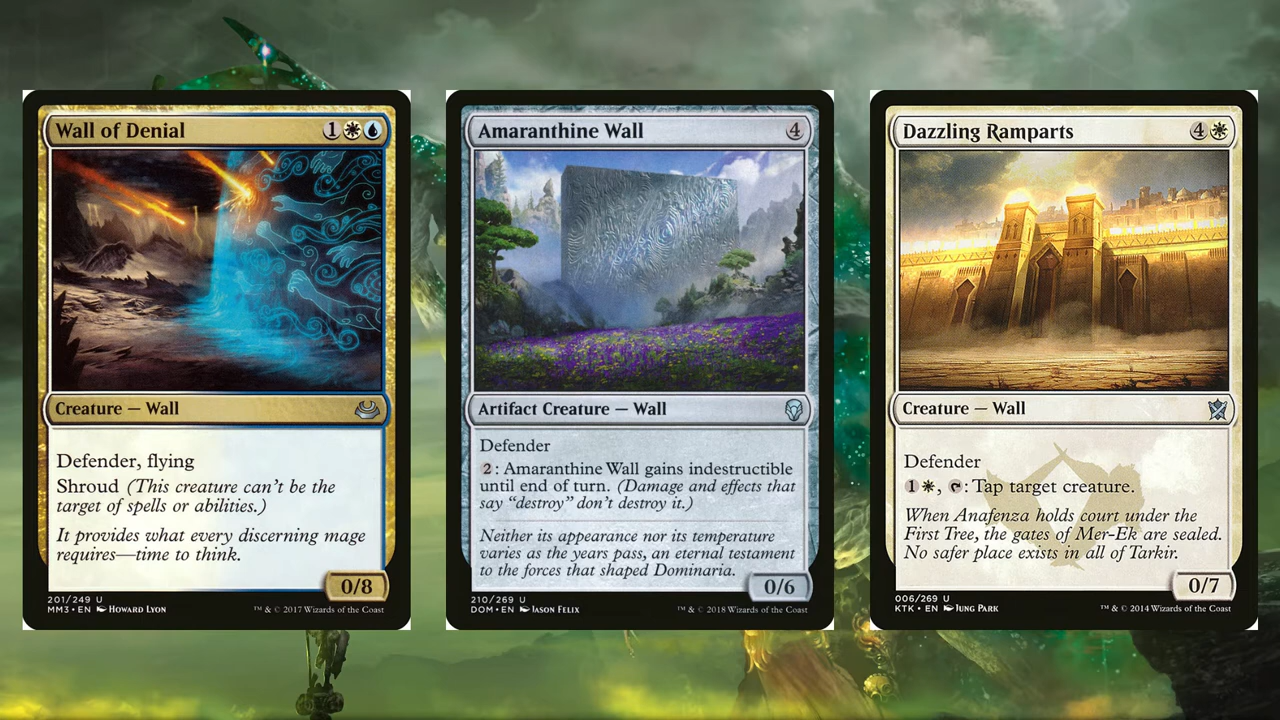 Wall of Denial 1
Creature — Wall
Defender, flying
Shroud (This creature can't be the
target of spells or abilities.)
It provides what every discerning mage
requires—time to think.
0/8
201/249 U
MM3 • EN Howard Lyon
™ & © 2017 Wizards of the Coast
Amaranthine Wall 4
Artifact Creature — Wall
Defender
2: Amaranthine Wall gains indestructible
until end of turn. (Damage and effects that
say “destroy” don't destroy it.)
Neither its appearance nor its temperature
varies as the years pass, an eternal testament
to the forces that shaped Dominaria.
0/6
210/269 U
DOM • EN Jason Felix
™ & © 2018 Wizards of the Coast
Dazzling Ramparts 4
Creature — Wall
Defender
1, : Tap target creature.
When Anafenza holds court under the
First Tree, the gates of Mer-Ek are sealed.
No safer place exists in all of Tarkir.
0/7
006/269 U
KTK • EN Jung Park
™ & © 2014 Wizards of the Coast